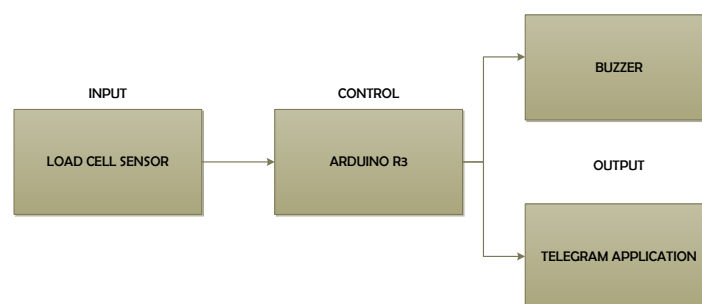 BUZZER
INPUT
CONTROL
LOAD CELL SENSOR
ARDUINO R3
OUTPUT
TELEGRAM APPLICATION